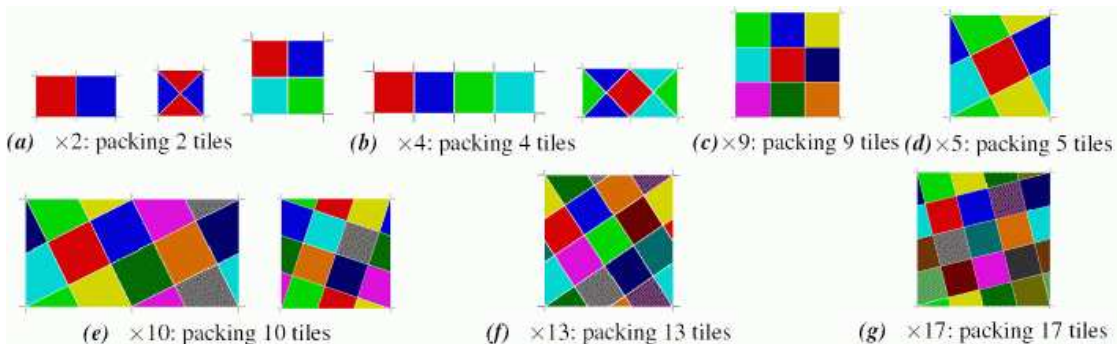 (a) ×2: packing 2 tiles
(b) ×4: packing 4 tiles
(c) ×9: packing 9 tiles
(d) ×5: packing 5 tiles
(e) ×10: packing 10 tiles
(f) ×13: packing 13 tiles
(g) ×17: packing 17 tiles